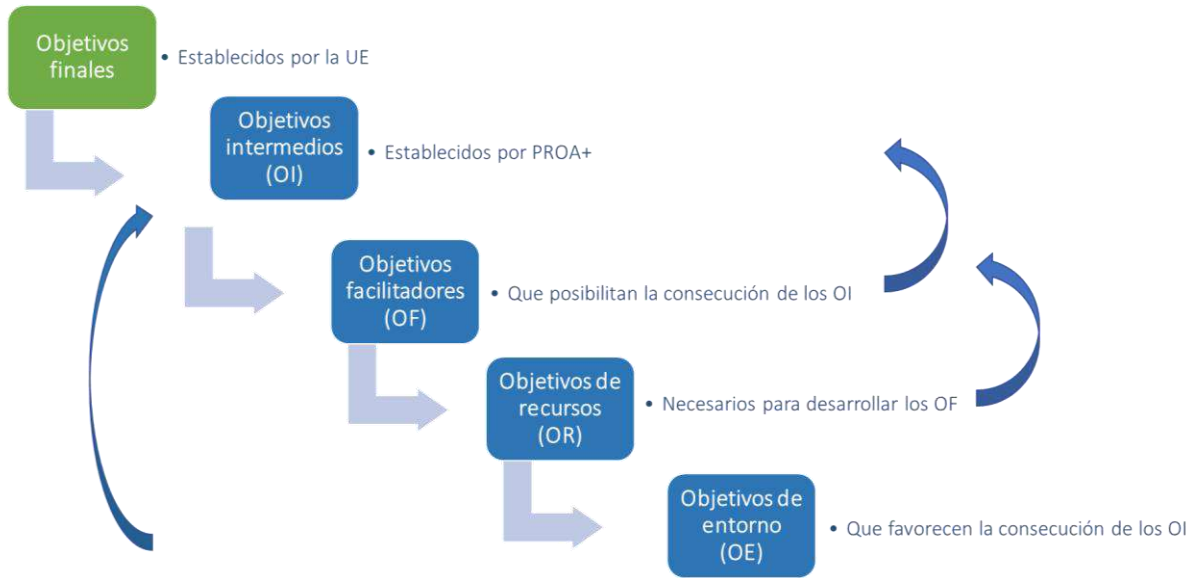 Objetivos
finales
• Establecidos por la UE
Objetivos
intermedios
(OI)
• Establecidos por PROA+
Objetivos
facilitadores
(OF)
• Que posibilitan la consecución de los OI
Objetivos de
recursos
(OR)
• Necesarios para desarrollar los OF
Objetivos de
entorno
(OE)
• Que favorecen la consecución de los OI